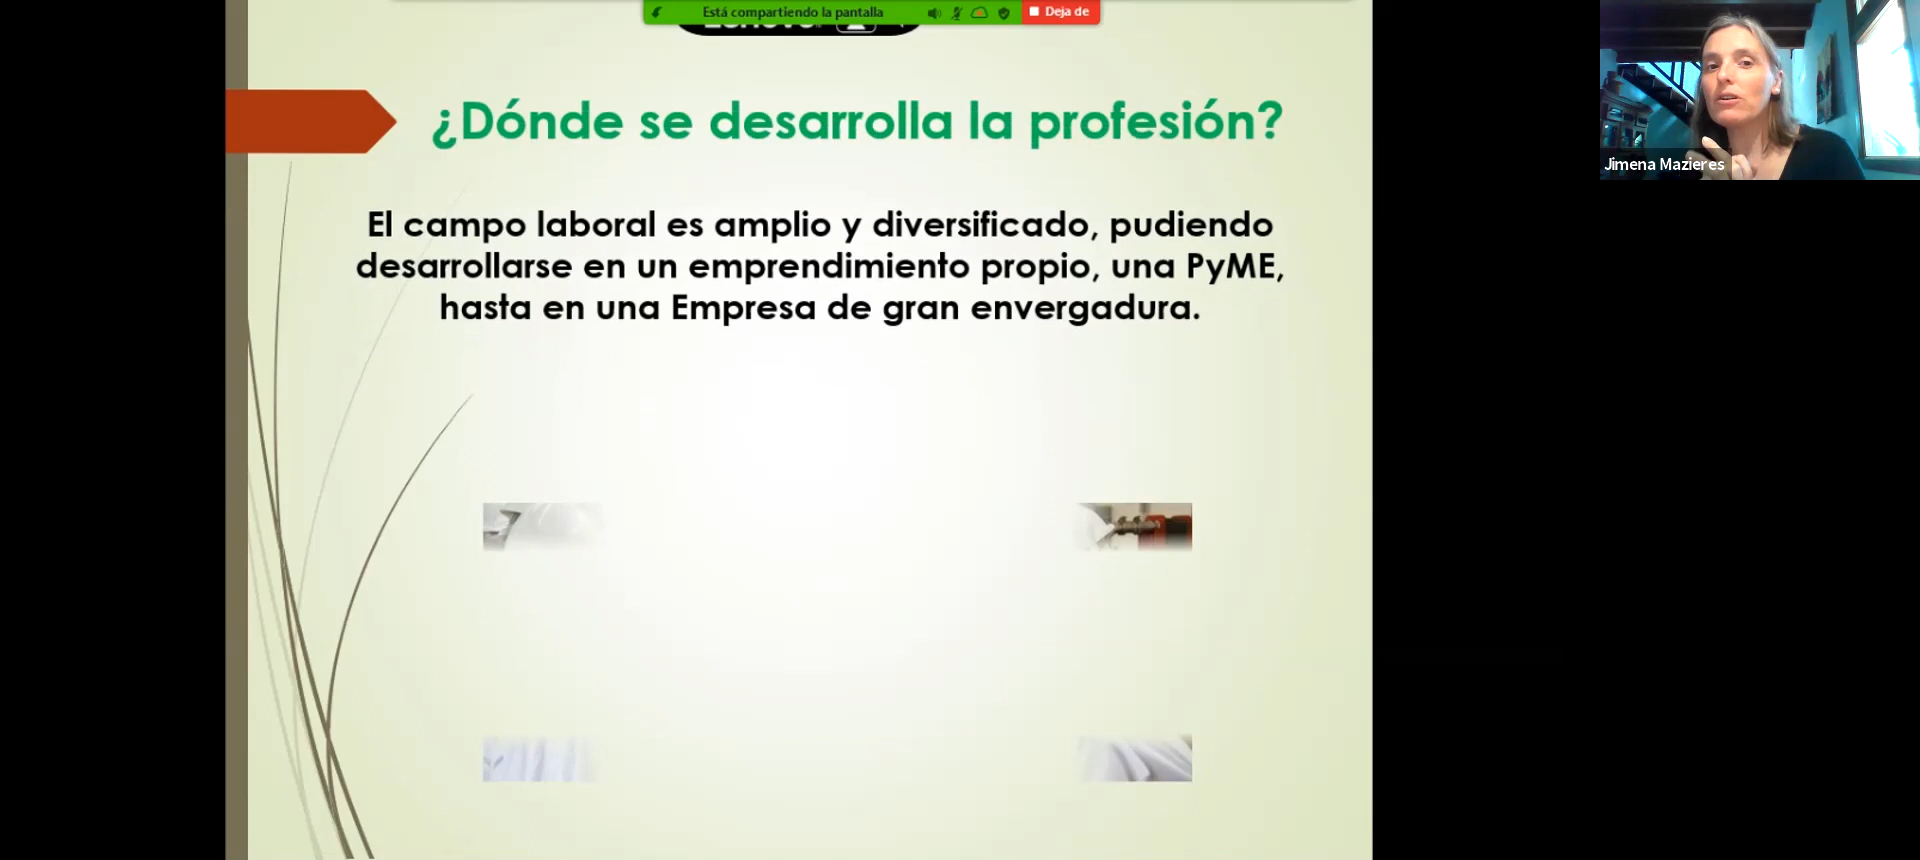 Está compartiendo la pantalla
Deja de
¿Dónde se desarrolla la profesión?
El campo laboral es amplio y diversificado, pudiendo
desarrollarse en un emprendimiento propio, una PyME,
hasta en una Empresa de gran envergadura.
Jimena Mazieres